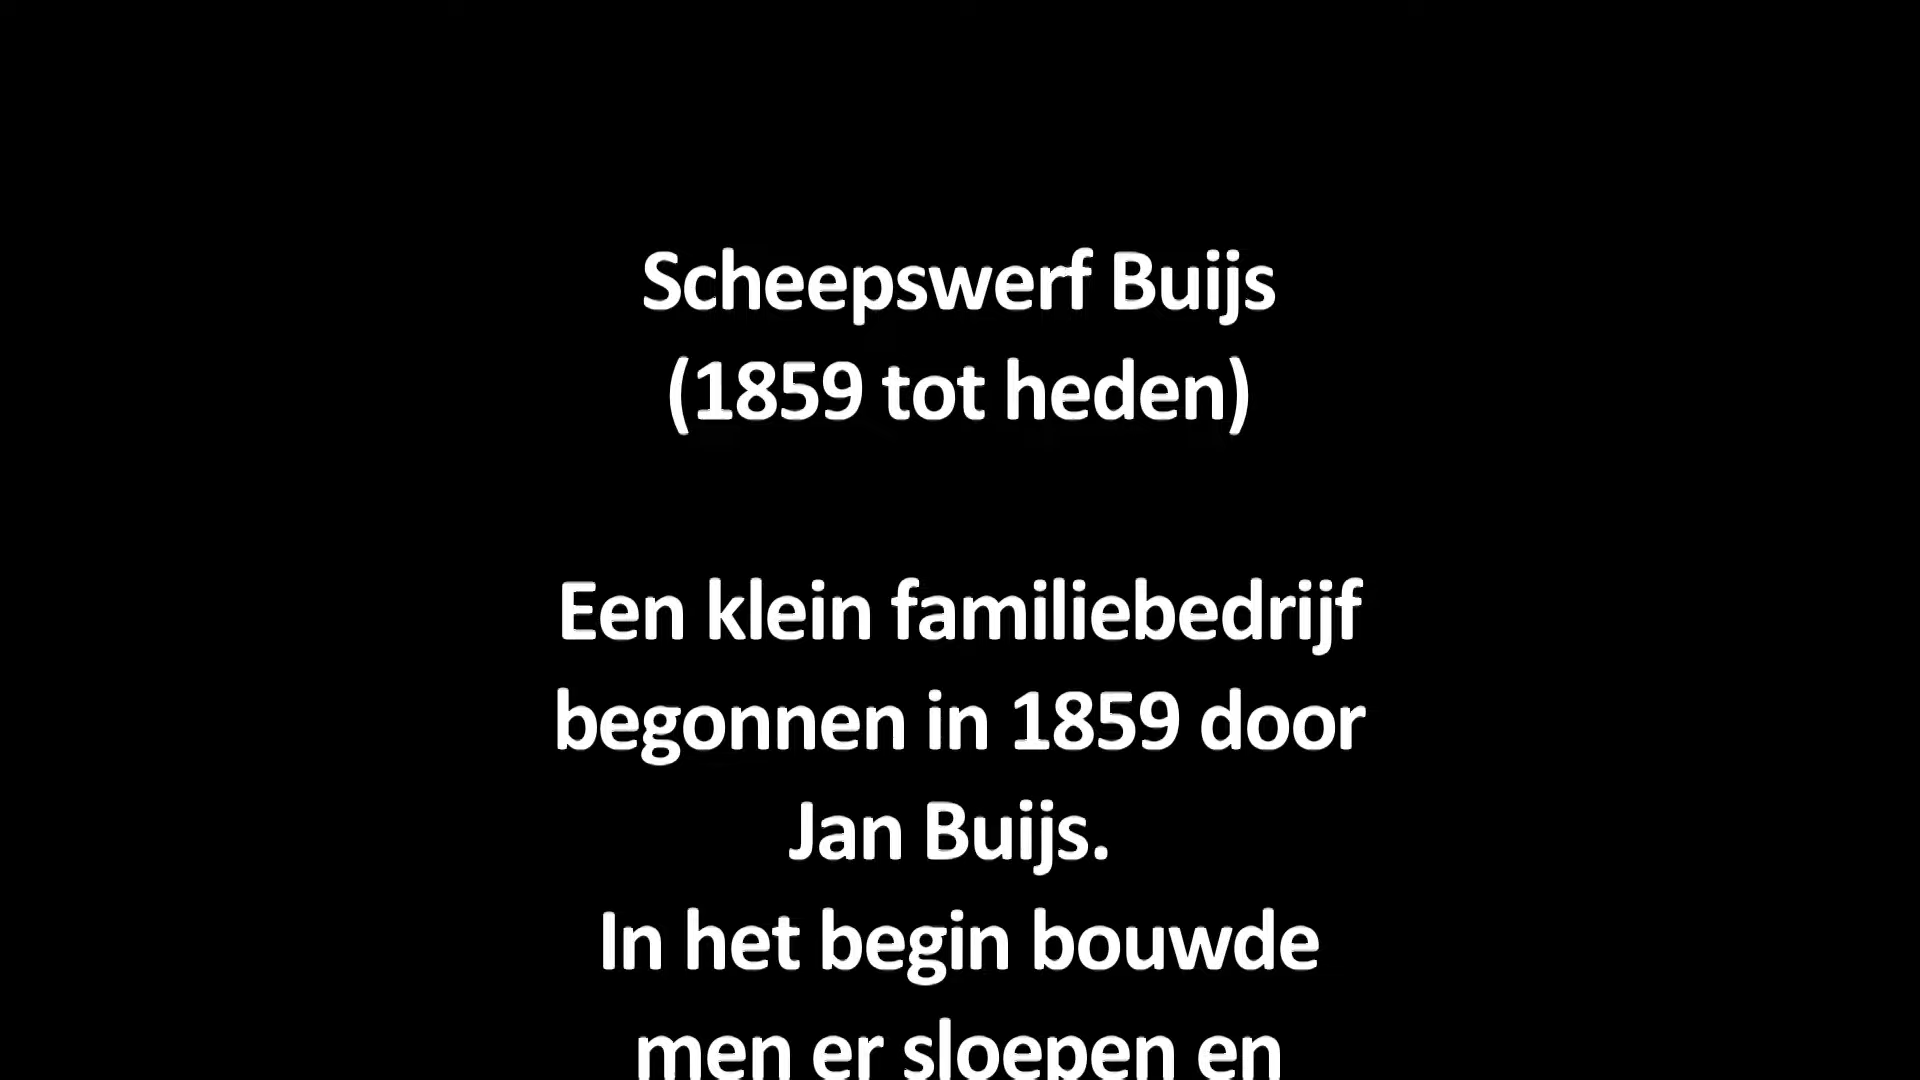 Scheepswerf Buijs
(1859 tot heden)
Een klein familiebedrijf
begonnen in 1859 door
Jan Buijs.
In het begin bouwde
men er sloepen en